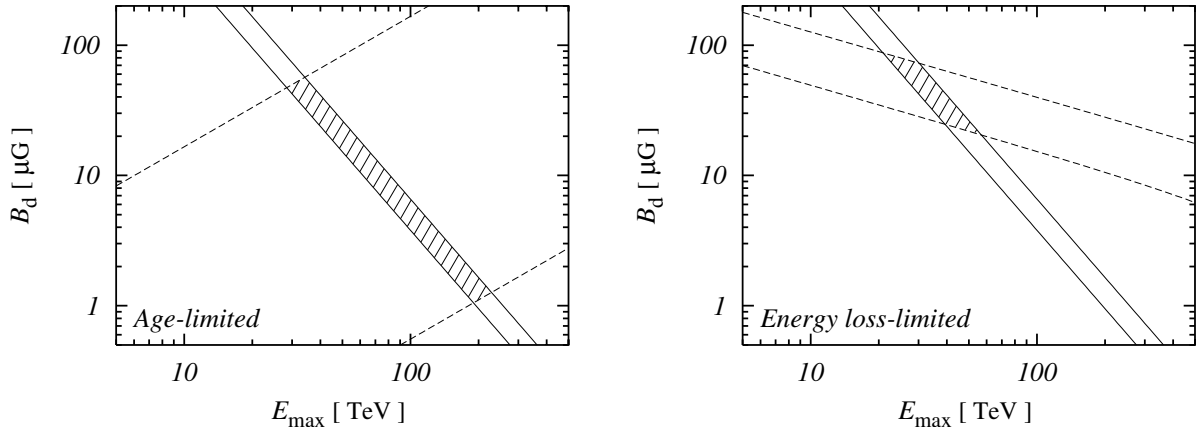 100
10
1
B_d [ μG ]
Age-limited
10
100
E_max [ TeV ]
100
10
1
B_d [ μG ]
Energy loss-limited
10
100
E_max [ TeV ]